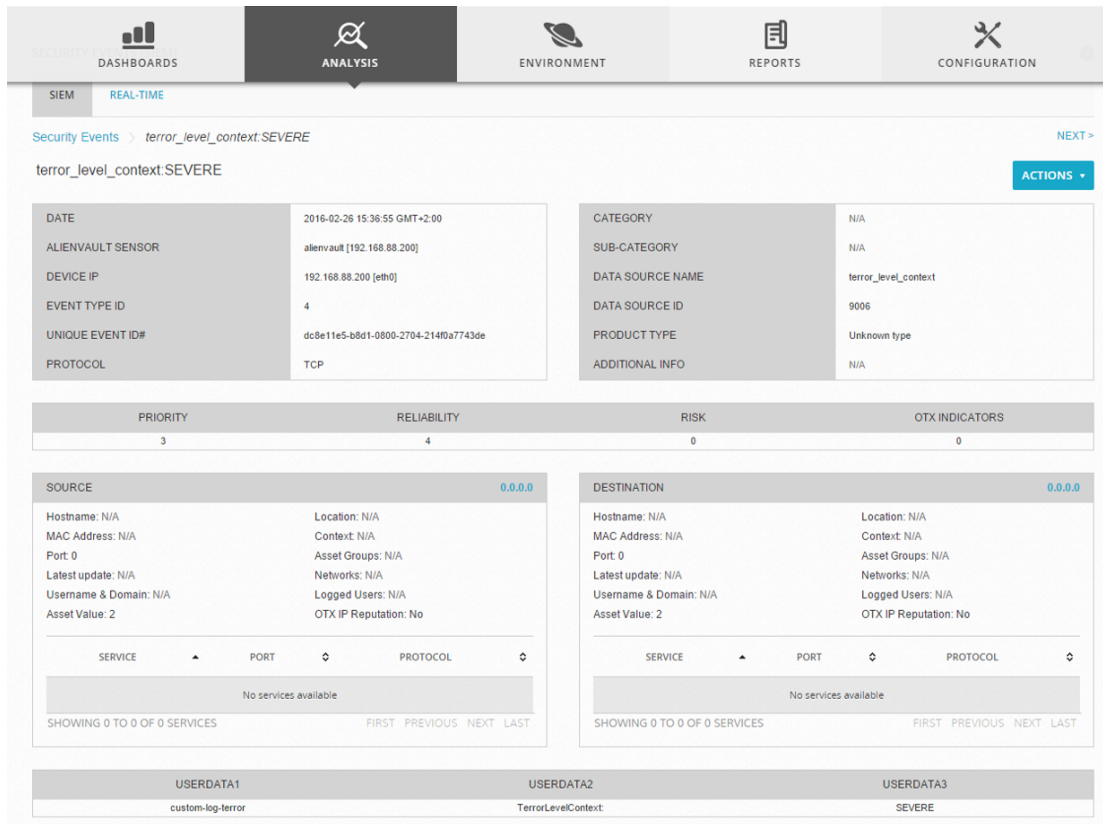 DASHBOARDS ANALYSIS ENVIRONMENT REPORTS CONFIGURATION
SIEM REAL-TIME
Security Events > terror_level_context:SEVERE NEXT >
terror_level_context:SEVERE
ACTIONS
DATE 2016-02-26 15:36:55 GMT+2:00 CATEGORY N/A
ALIENVAULT SENSOR alienvault [192.168.88.200] SUB-CATEGORY N/A
DEVICE IP 192.168.88.200 [eth0] DATA SOURCE NAME terror_level_context
EVENT TYPE ID 4 DATA SOURCE ID 9006
UNIQUE EVENT ID# dc8e11e5-b8d1-0800-2704-214f0a7743de PRODUCT TYPE Unknown type
PROTOCOL TCP ADDITIONAL INFO N/A
PRIORITY RELIABILITY RISK OTX INDICATORS
3 4 0 0
SOURCE 0.0.0.0 DESTINATION 0.0.0.0
Hostname: N/A Location: N/A Hostname: N/A Location: N/A
MAC Address: N/A Context: N/A MAC Address: N/A Context: N/A
Port: 0 Asset Groups: N/A Port: 0 Asset Groups: N/A
Latest update: N/A Networks: N/A Latest update: N/A Networks: N/A
Username & Domain: N/A Logged Users: N/A Username & Domain: N/A Logged Users: N/A
Asset Value: 2 OTX IP Reputation: No Asset Value: 2 OTX IP Reputation: No
SERVICE PORT PROTOCOL SERVICE PORT PROTOCOL
No services available No services available
SHOWING 0 TO 0 OF 0 SERVICES FIRST PREVIOUS NEXT LAST SHOWING 0 TO 0 OF 0 SERVICES FIRST PREVIOUS NEXT LAST
USERDATA1 USERDATA2 USERDATA3
custom-log-terror TerrorLevelContext: SEVERE